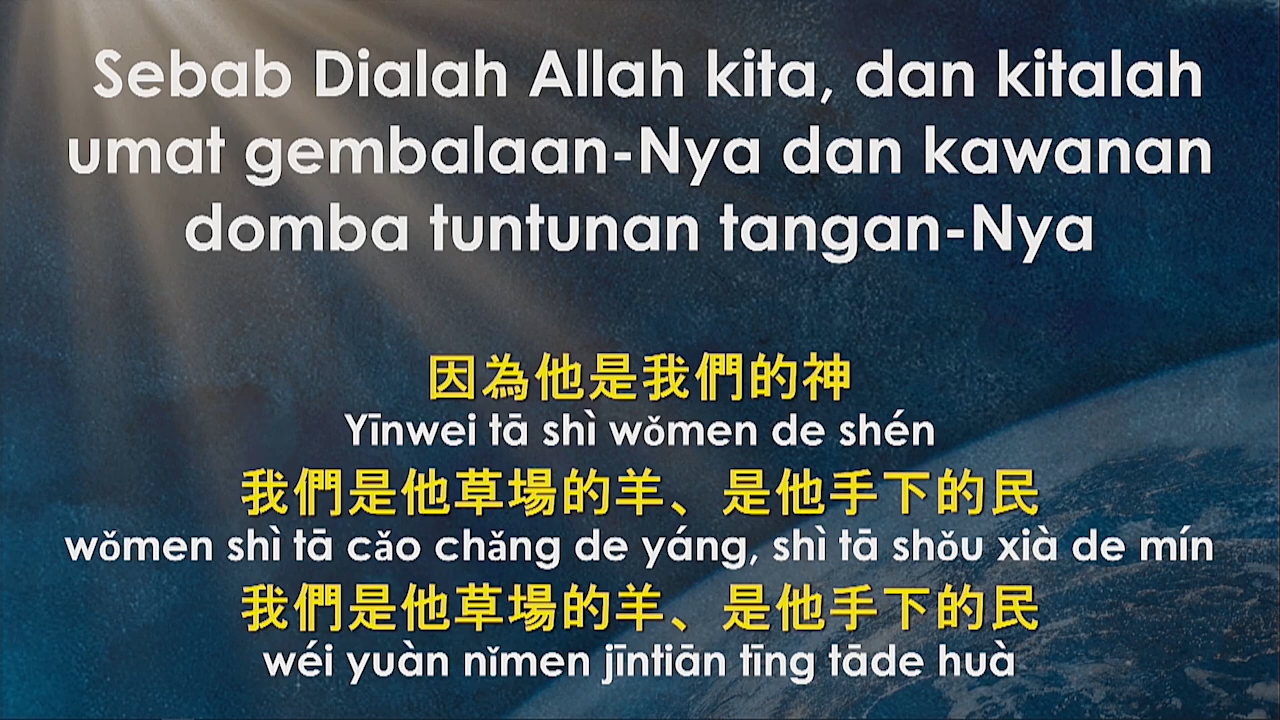 Sebab Dialah Allah kita, dan kitalah
umat gembalaan-Nya dan kawanan
domba tuntunan tangan-Nya
因為他是我們的神
Yīnwei tā shì wǒmen de shén
我們是他草場的羊、是他手下的民
wǒmen shì tā cǎo chǎng de yáng, shì tā shǒu xià de mín
我們是他草場的羊、是他手下的民
wéi yuàn nǐmen jīntiān tīng tāde huà